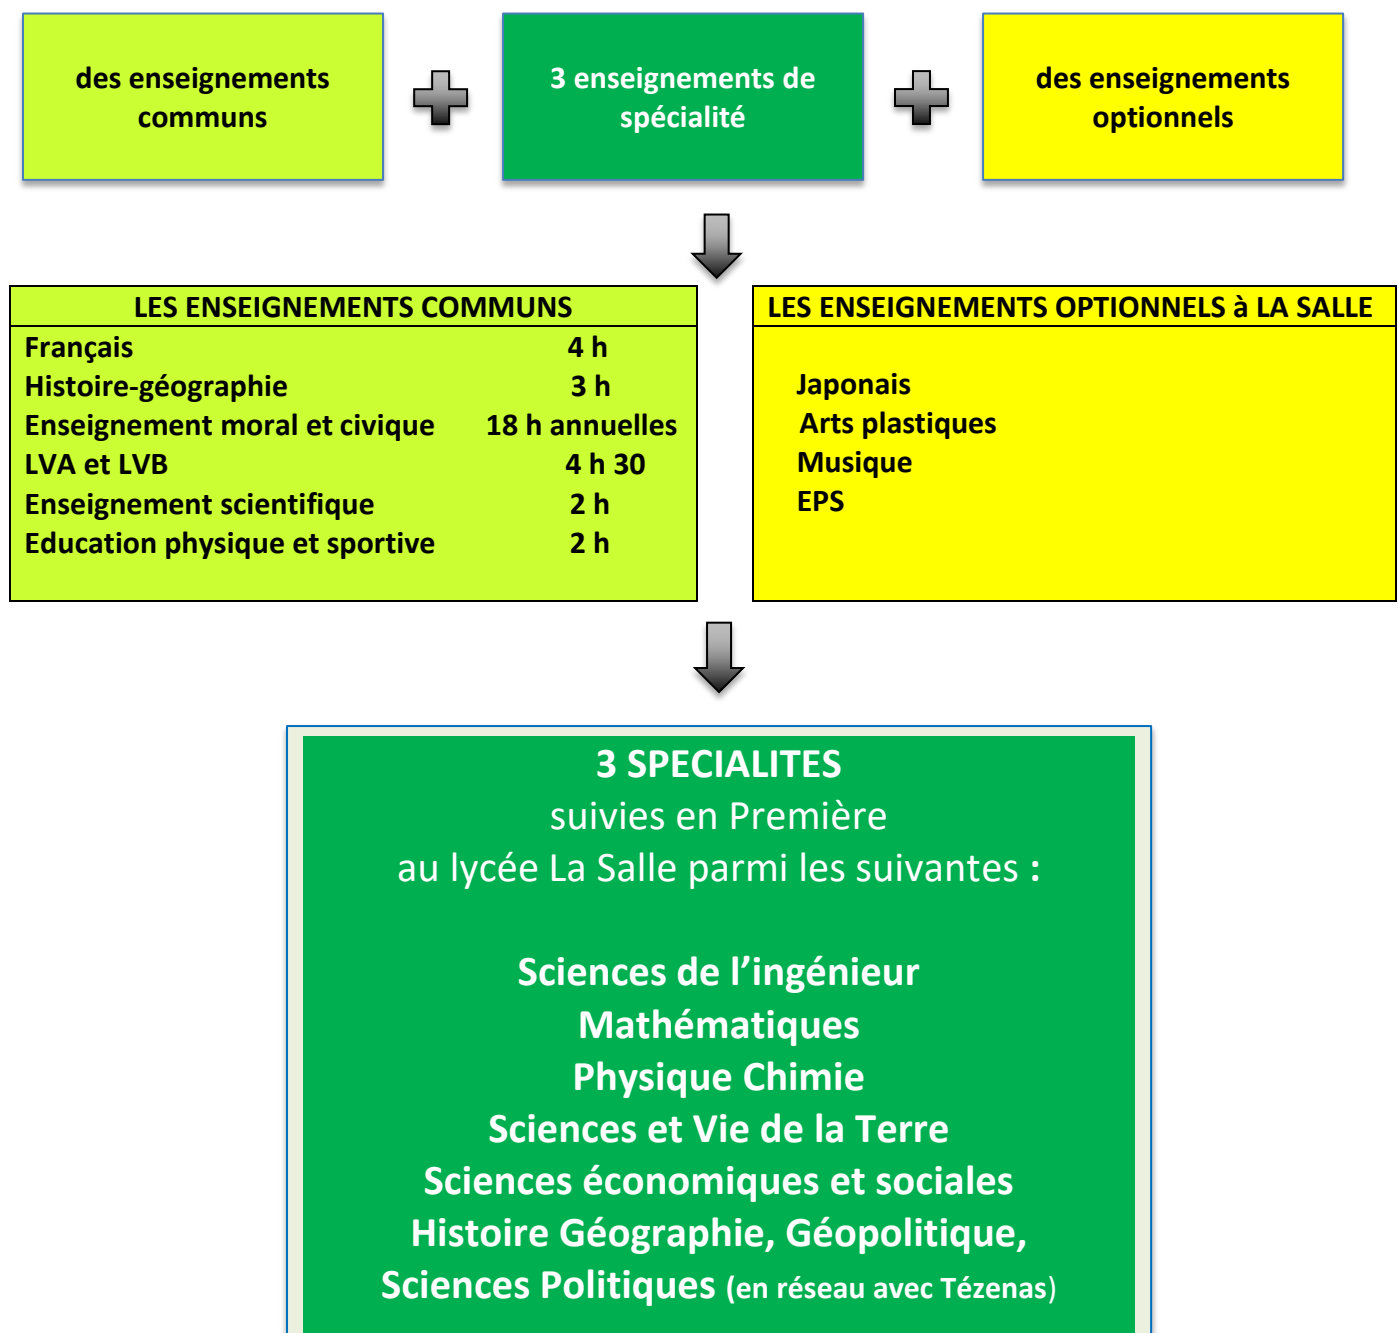 des enseignements
communs
3 enseignements de
spécialité
des enseignements
optionnels
LES ENSEIGNEMENTS COMMUNS
Français 4 h
Histoire-géographie 3 h
Enseignement moral et civique 18 h annuelles
LVA et LVB 4 h 30
Enseignement scientifique 2 h
Education physique et sportive 2 h
LES ENSEIGNEMENTS OPTIONNELS à LA SALLE
Japonais
Arts plastiques
Musique
EPS
3 SPECIALITES
suivies en Première
au lycée La Salle parmi les suivantes :
Sciences de l’ingénieur
Mathématiques
Physique Chimie
Sciences et Vie de la Terre
Sciences économiques et sociales
Histoire Géographie, Géopolitique,
Sciences Politiques (en réseau avec Tézenas)